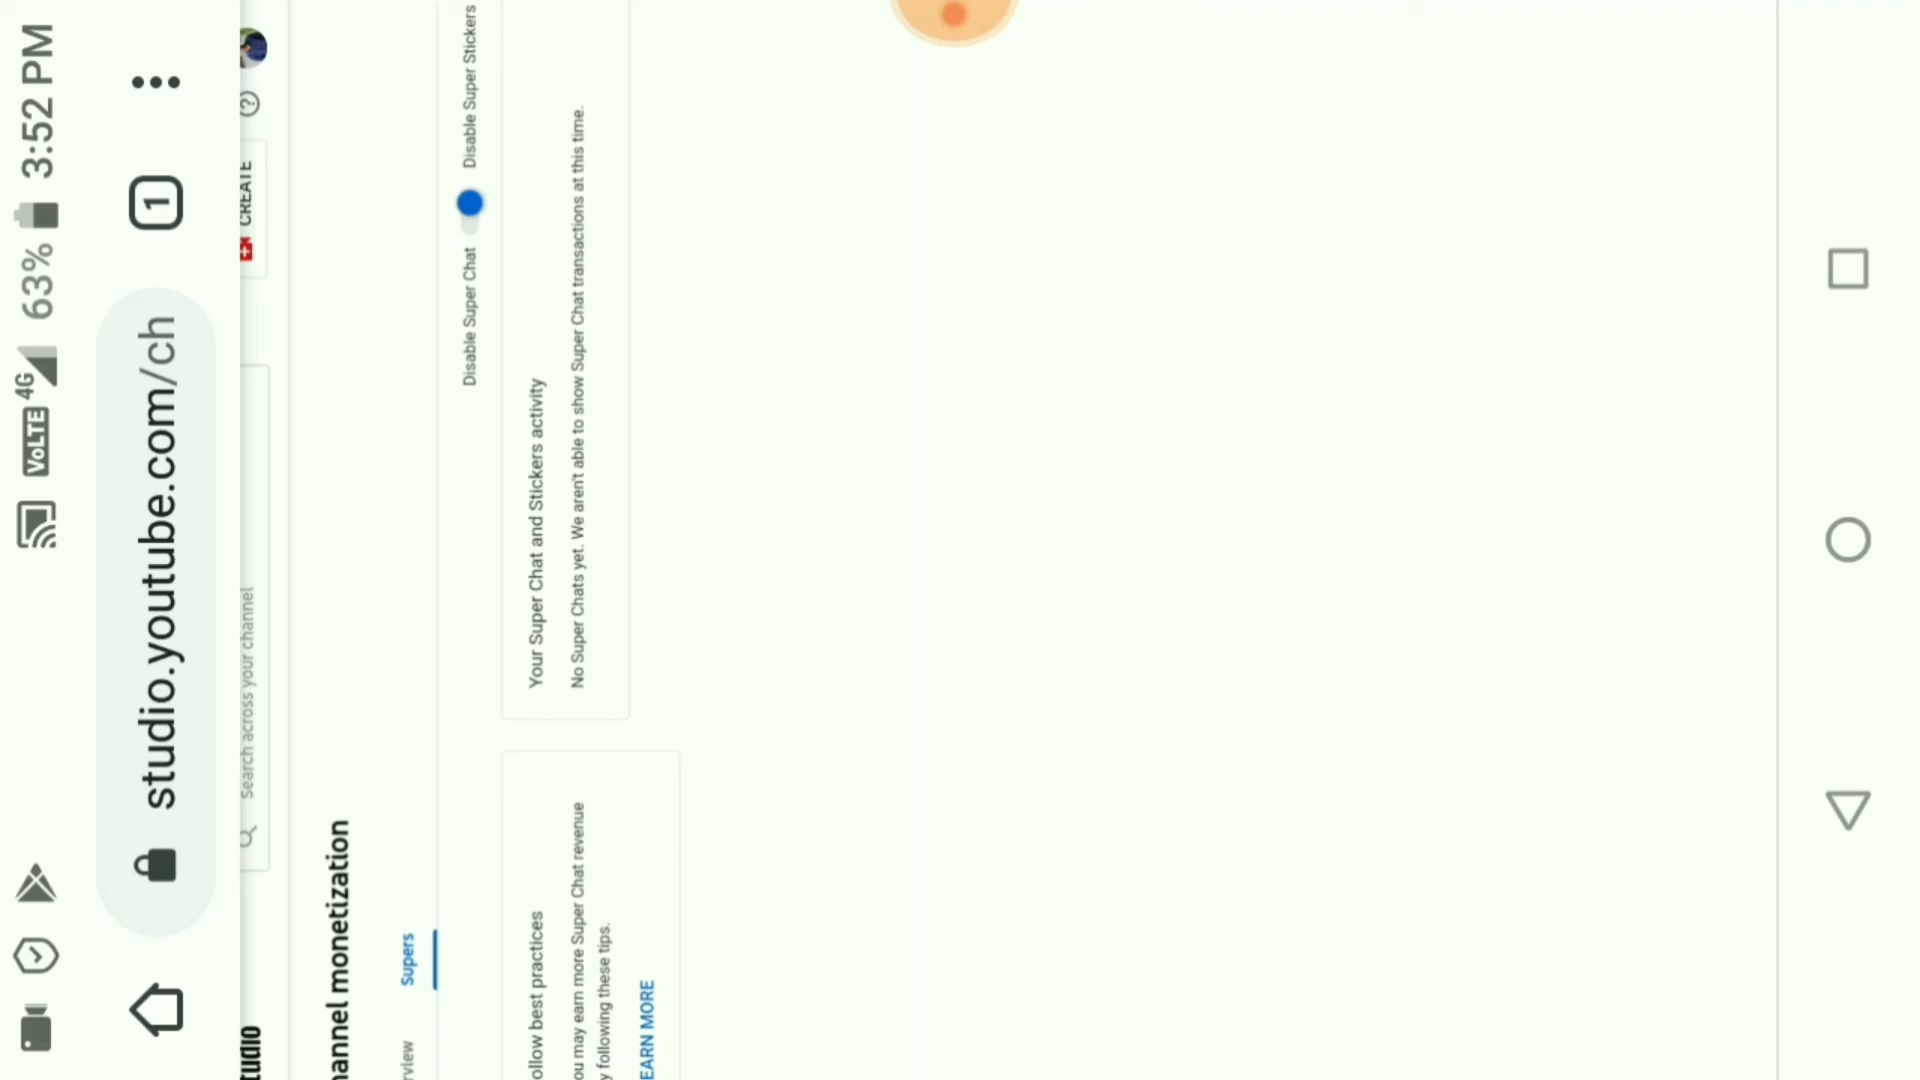 VoLTE 4G 63% 3:52 PM
studio.youtube.com/ch
1
Search across your channel
CREATE
Supers
Disable Super Chat
Disable Super Stickers
Your Super Chat and Stickers activity
No Super Chats yet. We aren't able to show Super Chat transactions at this time.
ollow best practices
ou may earn more Super Chat revenue
y following these tips.
EARN MORE
TUDIO
hannel monetization
rview